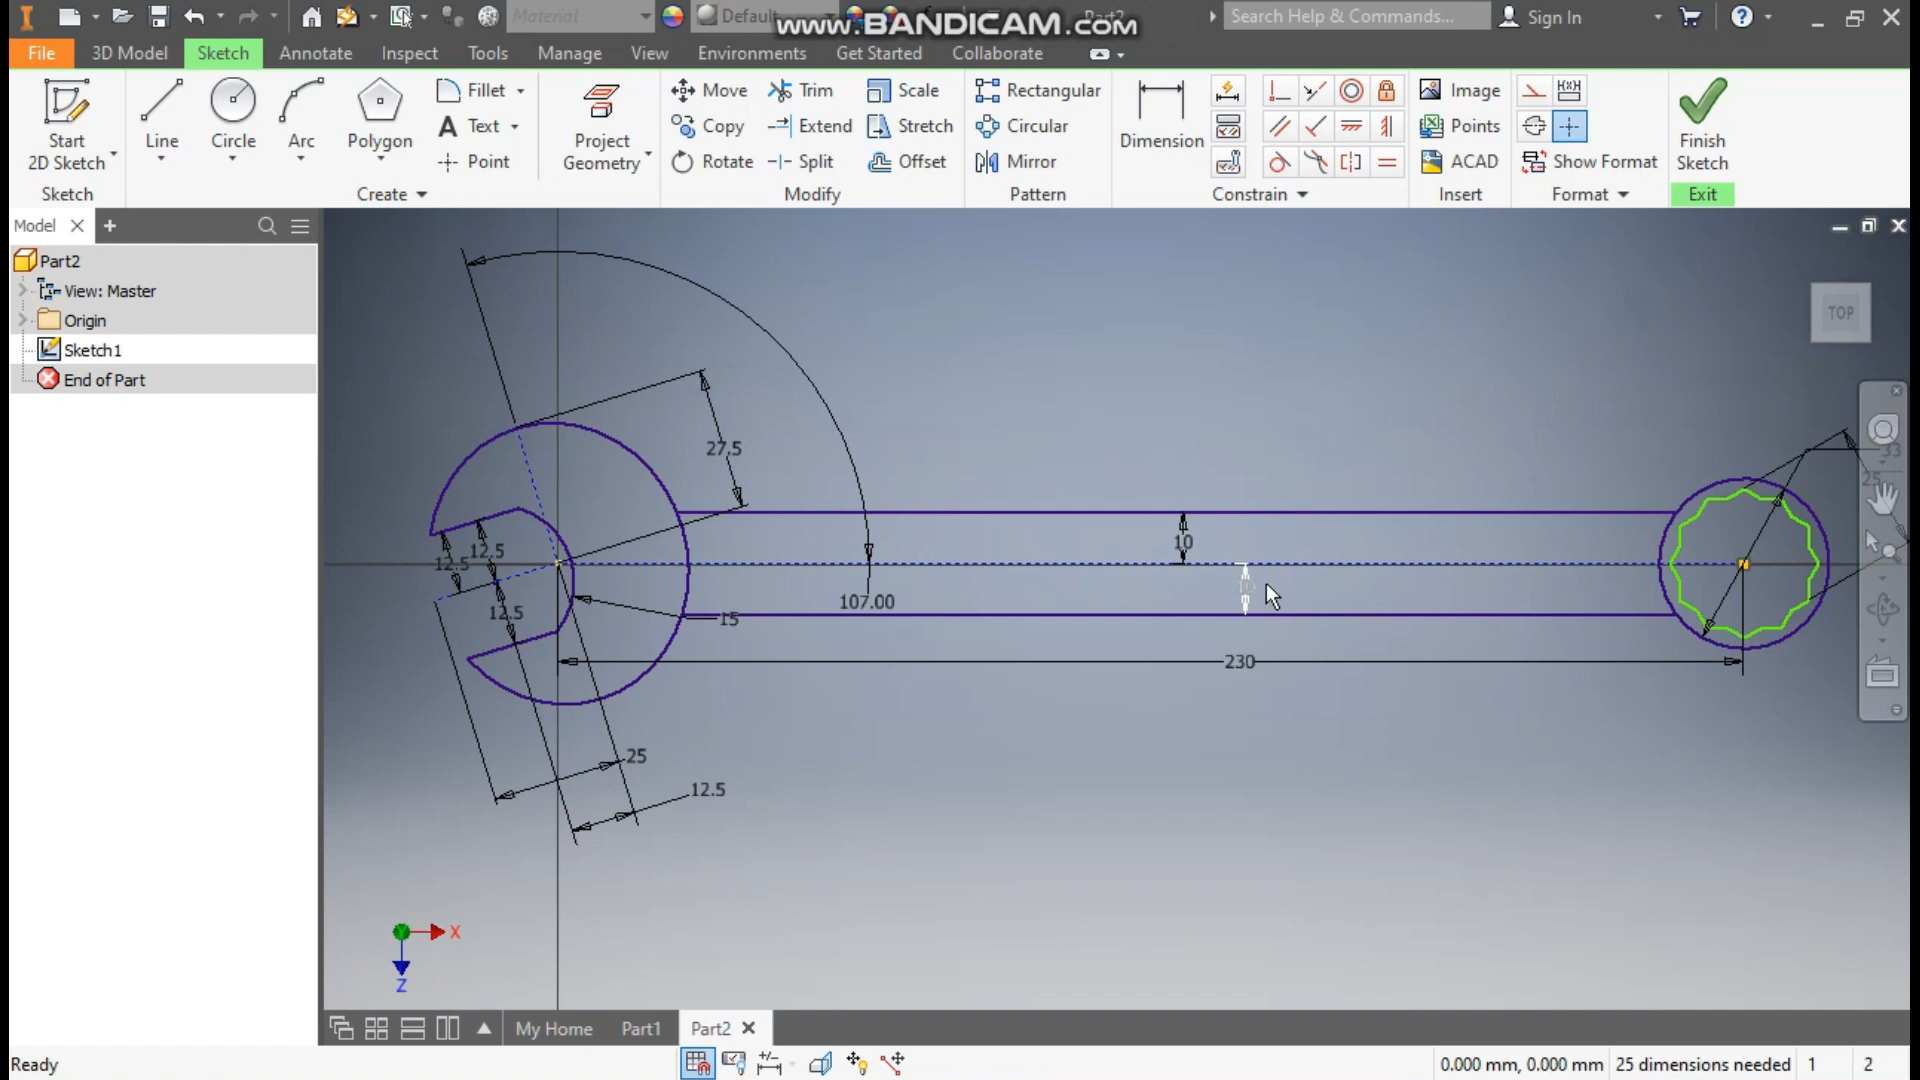 Material
Default
www.BANDICAM.com
Part2
Search Help & Commands...
Sign In
File
3D Model
Sketch
Annotate
Inspect
Tools
Manage
View
Environments
Get Started
Collaborate
Start
2D Sketch
Line
Circle
Arc
Polygon
Fillet
Text
Point
Project
Geometry
Move
Copy
Rotate
Trim
Extend
Split
Scale
Stretch
Offset
Rectangular
Circular
Mirror
Dimension
Image
Points
ACAD
Show Format
Finish
Sketch
Sketch
Create
Modify
Pattern
Constrain
Insert
Format
Exit
Model
Part2
View: Master
Origin
Sketch1
End of Part
TOP
27.5
33
25
12.5
12.5
10
12.5
107.00
15
230
25
12.5
X
Z
My Home
Part1
Part2
Ready
0.000 mm, 0.000 mm
25 dimensions needed
1
2